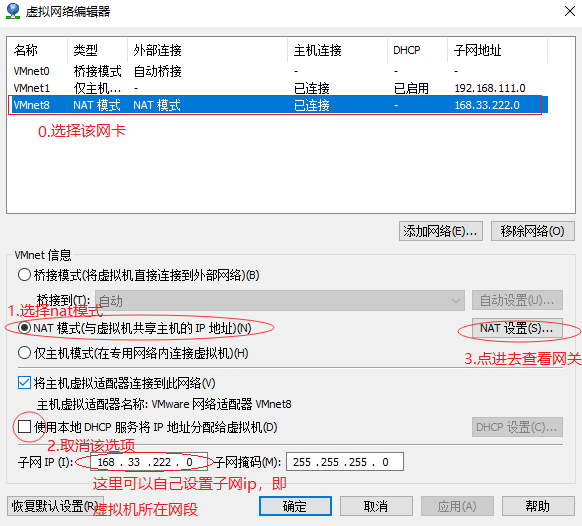 虚拟网络编辑器
名称 类型 外部连接 主机连接 DHCP 子网地址
VMnet0 桥接模式 自动桥接 - - -
VMnet1 仅主机... - 已连接 已启用 192.168.111.0
VMnet8 NAT 模式 NAT 模式 已连接 - 168.33.222.0
0.选择该网卡
添加网络(E)... 移除网络(O)
VMnet 信息
桥接模式(将虚拟机直接连接到外部网络)(B)
桥接到(T): 自动 自动设置(U)...
1.选择nat模式
NAT 模式(与虚拟机共享主机的 IP 地址)(N) NAT 设置(S)...
仅主机模式(在专用网络内连接虚拟机)(H)
3.点进去查看网关
将主机虚拟适配器连接到此网络(V)
主机虚拟适配器名称: VMware 网络适配器 VMnet8
使用本地 DHCP 服务将 IP 地址分配给虚拟机(D) DHCP 设置(C)...
2.取消该选项
子网 IP (I): 168 . 33 .222 . 0 子网掩码(M): 255 .255 .255 . 0
这里可以自己设置子网ip，即
虚拟机所在网段
恢复默认设置(R) 确定 取消 应用(A) 帮助